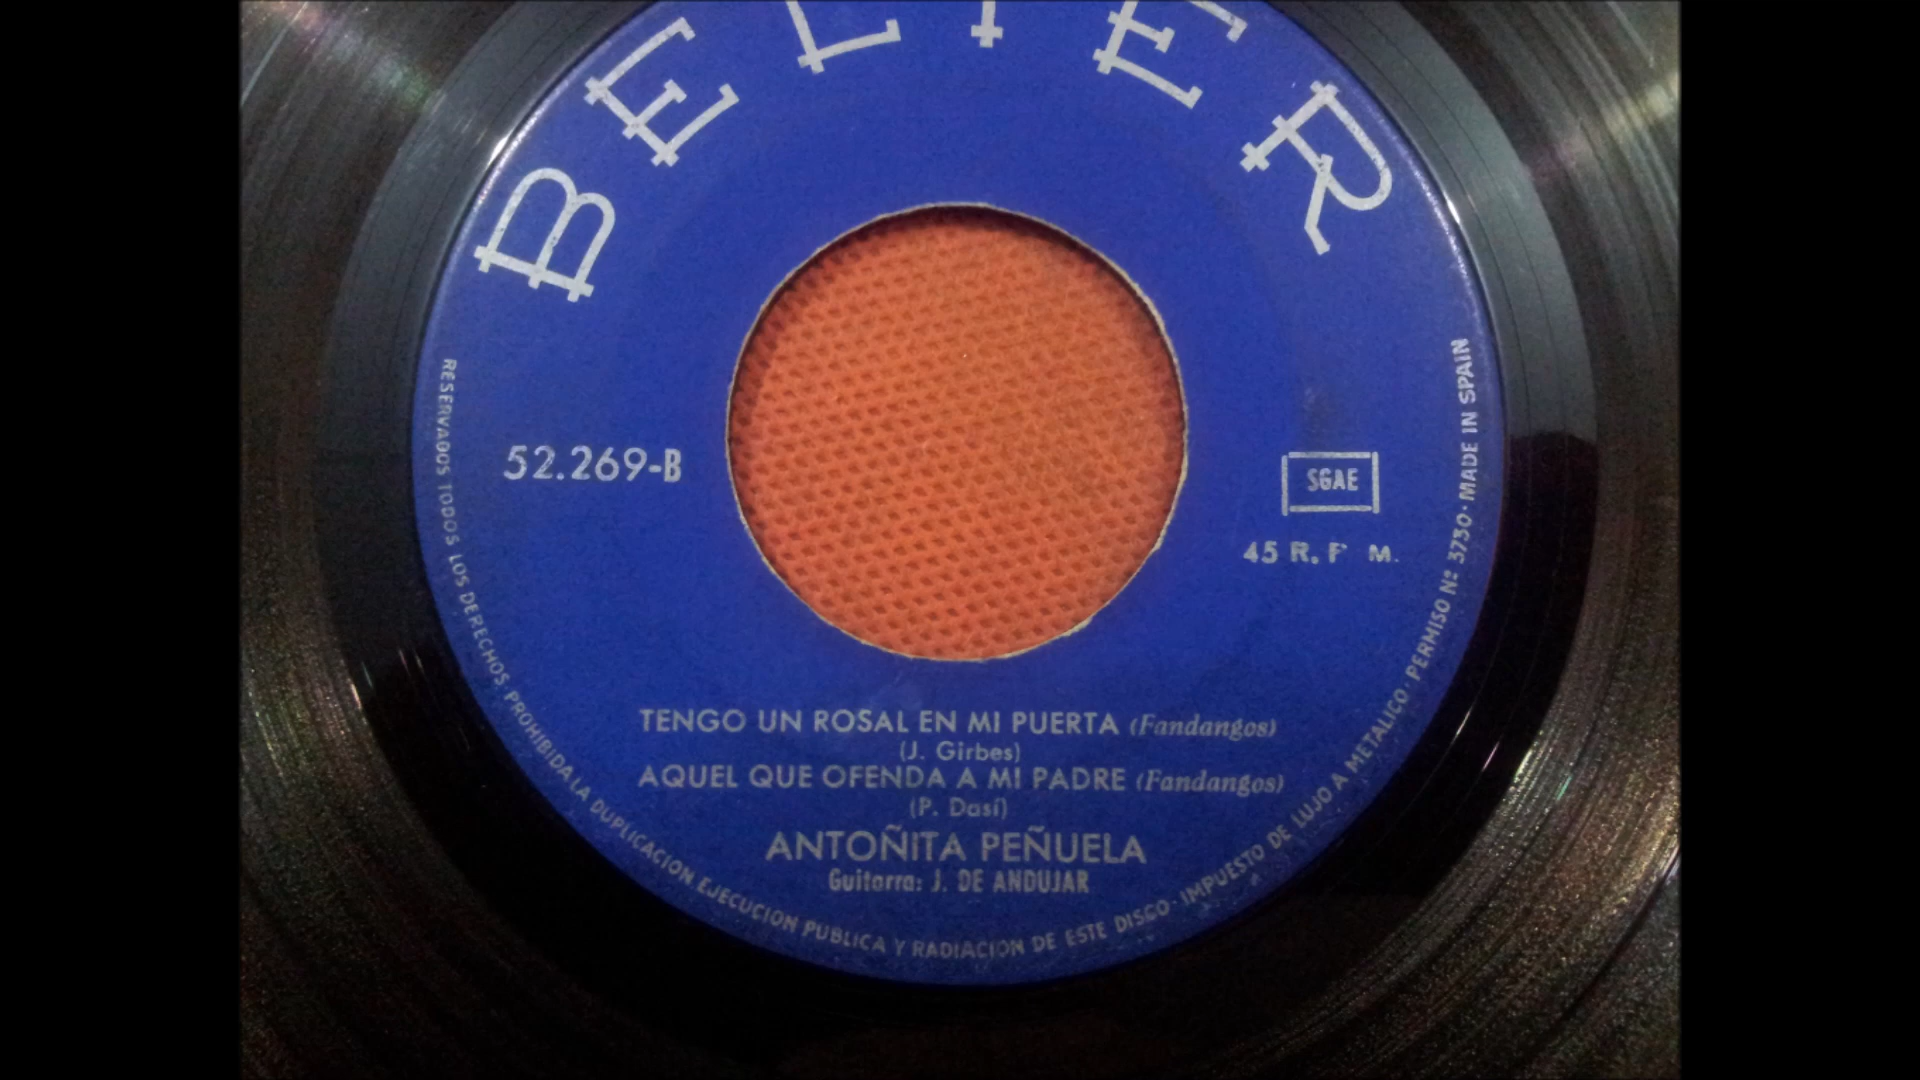 BELTER
52.269-B
SGAE
45 R. P M.
TENGO UN ROSAL EN MI PUERTA (Fandangos)
(J. Girbes)
AQUEL QUE OFENDA A MI PADRE (Fandangos)
(P. Dasí)
ANTOÑITA PEÑUELA
Guitarra: J. DE ANDUJAR
RESERVADOS TODOS LOS DERECHOS. PROHIBIDA LA DUPLICACION EJECUCION PUBLICA Y RADIACION DE ESTE DISCO · IMPUESTO DE LUJO A METALICO · PERMISO Nº 3730 · MADE IN SPAIN